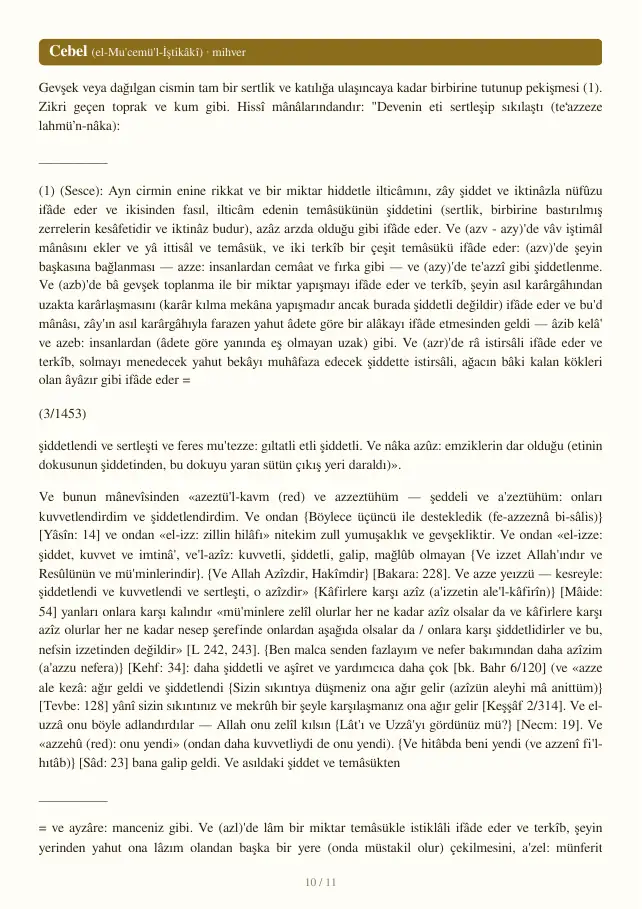 Cebel (el-Mu'cemü'l-İştikâkî) · mihver
Gevşek veya dağılgan cismin tam bir sertlik ve katılığa ulaşıncaya kadar birbirine tutunup pekişmesi (1).
Zikri geçen toprak ve kum gibi. Hissî mânâlarındandır: "Devenin eti sertleşip sıkılaştı (te‘azzeze
lahmü’n-nâka):
___________
(1) (Sesce): Ayn cirmin enine rikkat ve bir miktar hiddetle ilticâmını, zây şiddet ve iktinâzla nüfûzu
ifâde eder ve ikisinden fasıl, ilticâm edenin temâsükünün şiddetini (sertlik, birbirine bastırılmış
zerrelerin kesâfetidir ve iktinâz budur), azâz arzda olduğu gibi ifâde eder. Ve (azv - azy)'de vâv iştimâl
mânâsını ekler ve yâ ittisâl ve temâsük, ve iki terkîb bir çeşit temâsükü ifâde eder: (azv)'de şeyin
başkasına bağlanması — azze: insanlardan cemâat ve fırka gibi — ve (azy)'de te'azzî gibi şiddetlenme.
Ve (azb)'de bâ gevşek toplanma ile bir miktar yapışmayı ifâde eder ve terkîb, şeyin asıl karârgâhından
uzakta karârlaşmasını (karâr kılma mekâna yapışmadır ancak burada şiddetli değildir) ifâde eder ve bu'd
mânâsı, zây'ın asıl karârgâhıyla farazen yahut âdete göre bir alâkayı ifâde etmesinden geldi — âzib kelâ'
ve azeb: insanlardan (âdete göre yanında eş olmayan uzak) gibi. Ve (azr)'de râ istirsâli ifâde eder ve
terkîb, solmayı menedecek yahut bekâyı muhâfaza edecek şiddette istirsâli, ağacın bâki kalan kökleri
olan âyâzır gibi ifâde eder =
(3/1453)
şiddetlendi ve sertleşti ve feres mu'tezze: gıltatli etli şiddetli. Ve nâka azûz: emziklerin dar olduğu (etinin
dokusunun şiddetinden, bu dokuyu yaran sütün çıkış yeri daraldı)».
Ve bunun mânevîsinden «azeztü'l-kavm (red) ve azzeztühüm — şeddeli ve a'zeztühüm: onları
kuvvetlendirdim ve şiddetlendirdim. Ve ondan {Böylece üçüncü ile destekledik (fe-azzeznâ bi-sâlis)}
[Yâsîn: 14] ve ondan «el-izz: zillin hilâfı» nitekim zull yumuşaklık ve gevşekliktir. Ve ondan «el-izze:
şiddet, kuvvet ve imtinâ', ve'l-azîz: kuvvetli, şiddetli, galip, mağlûb olmayan {Ve izzet Allah'ındır ve
Resûlünün ve mü'minlerindir}. {Ve Allah Azîzdir, Hakîmdir} [Bakara: 228]. Ve azze yeızzü — kesreyle:
şiddetlendi ve kuvvetlendi ve sertleşti, o azîzdir» {Kâfirlere karşı azîz (a'izzetin ale'l-kâfirîn)} [Mâide:
54] yanları onlara karşı kalındır «mü'minlere zelîl olurlar her ne kadar azîz olsalar da ve kâfirlere karşı
azîz olurlar her ne kadar nesep şerefinde onlardan aşağıda olsalar da / onlara karşı şiddetlidirler ve bu,
nefsin izzetinden değildir» [L 242, 243]. {Ben malca senden fazlayım ve nefer bakımından daha azîzim
(a'azzu nefera)} [Kehf: 34]: daha şiddetli ve aşîret ve yardımcıca daha çok [bk. Bahr 6/120] (ve «azze
ale kezâ: ağır geldi ve şiddetlendi {Sizin sıkıntıya düşmeniz ona ağır gelir (azîzün aleyhi mâ anittüm)}
[Tevbe: 128] yânî sizin sıkıntınız ve mekrûh bir şeyle karşılaşmanız ona ağır gelir [Keşşâf 2/314]. Ve el-
uzzâ onu böyle adlandırdılar — Allah onu zelîl kılsın {Lât'ı ve Uzzâ'yı gördünüz mü?} [Necm: 19]. Ve
«azzehû (red): onu yendi» (ondan daha kuvvetliydi de onu yendi). {Ve hitâbda beni yendi (ve azzenî fi'l-
hıtâb)} [Sâd: 23] bana galip geldi. Ve asıldaki şiddet ve temâsükten
___________
= ve ayzâre: manceniz gibi. Ve (azl)'de lâm bir miktar temâsükle istiklâli ifâde eder ve terkîb, şeyin
yerinden yahut ona lâzım olandan başka bir yere (onda müstakil olur) çekilmesini, a'zel: münferit
10 / 11